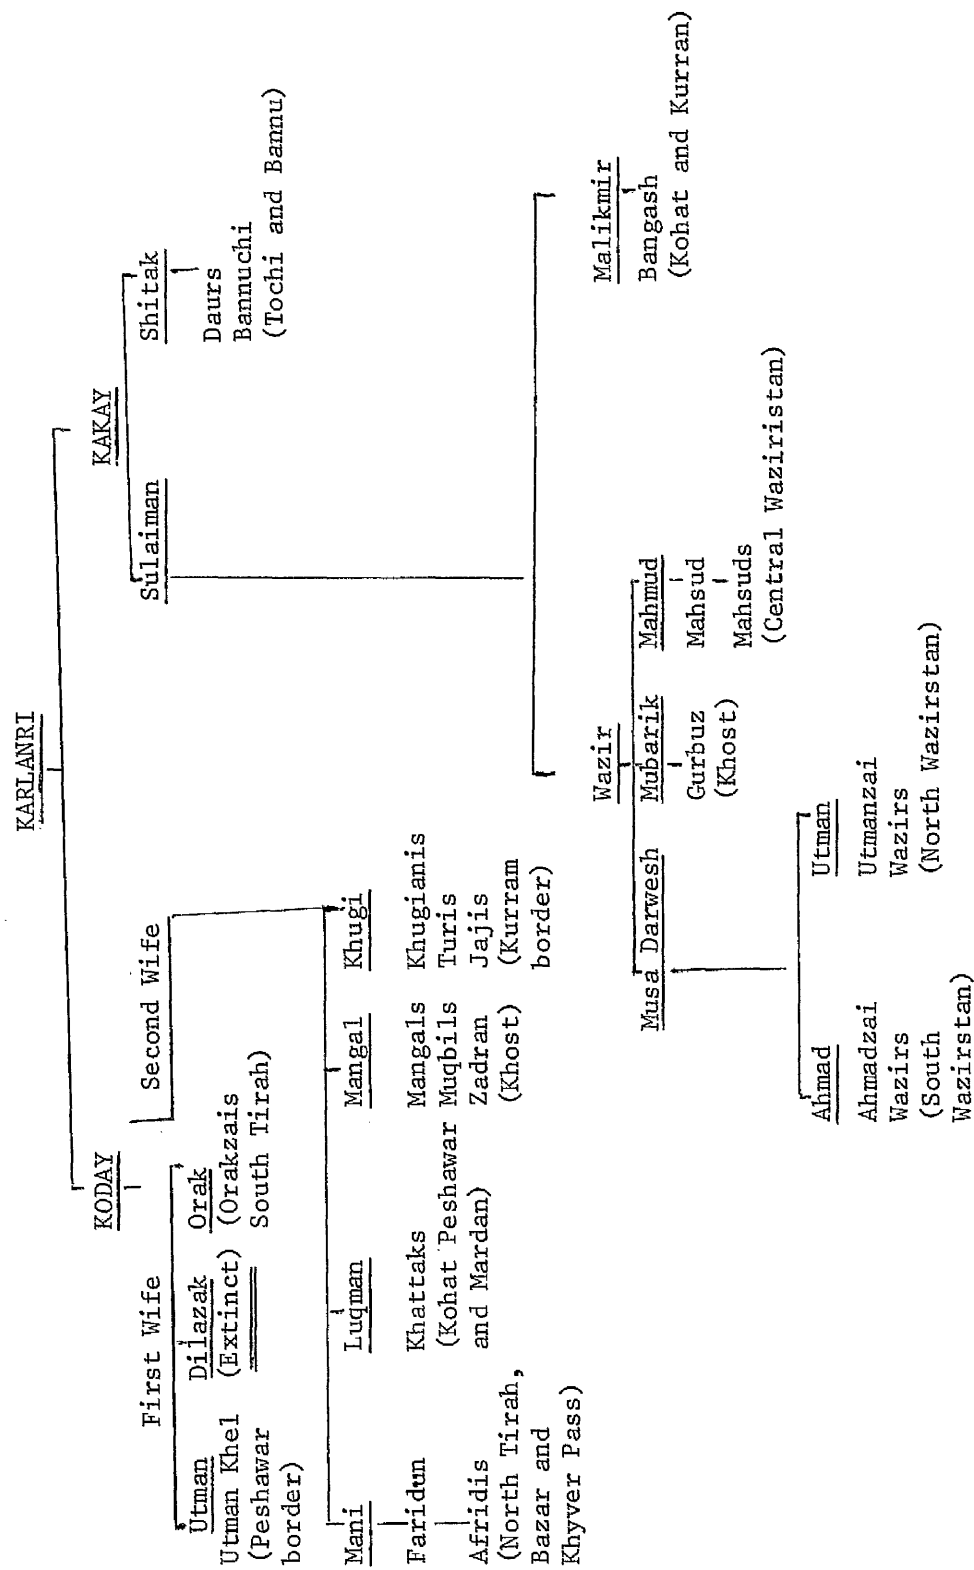 KARLANRI
KODAY
KAKAY
First Wife
Second Wife
Utman
Utman Khel
(Peshawar
border)
Dilazak
(Extinct)
Orak
(Orakzais
South Tirah)
Sulaiman
Shitak
Daurs
Bannuchi
(Tochi and Bannu)
Mani
Faridun
Afridis
(North Tirah,
Bazar and
Khyver Pass)
Luqman
Khattaks
(Kohat Peshawar
and Mardan)
Mangal
Mangals
Muqbils
Zadran
(Khost)
Khugi
Khugianis
Turis
Jajis
(Kurram
border)
Wazir
Malikmir
Bangash
(Kohat and Kurran)
Musa Darwesh
Mubarik
Gurbuz
(Khost)
Mahmud
Mahsud
Mahsuds
(Central Waziristan)
Ahmad
Ahmadzai
Wazirs
(South
Wazirstan)
Utman
Utmanzai
Wazirs
(North Wazirstan)